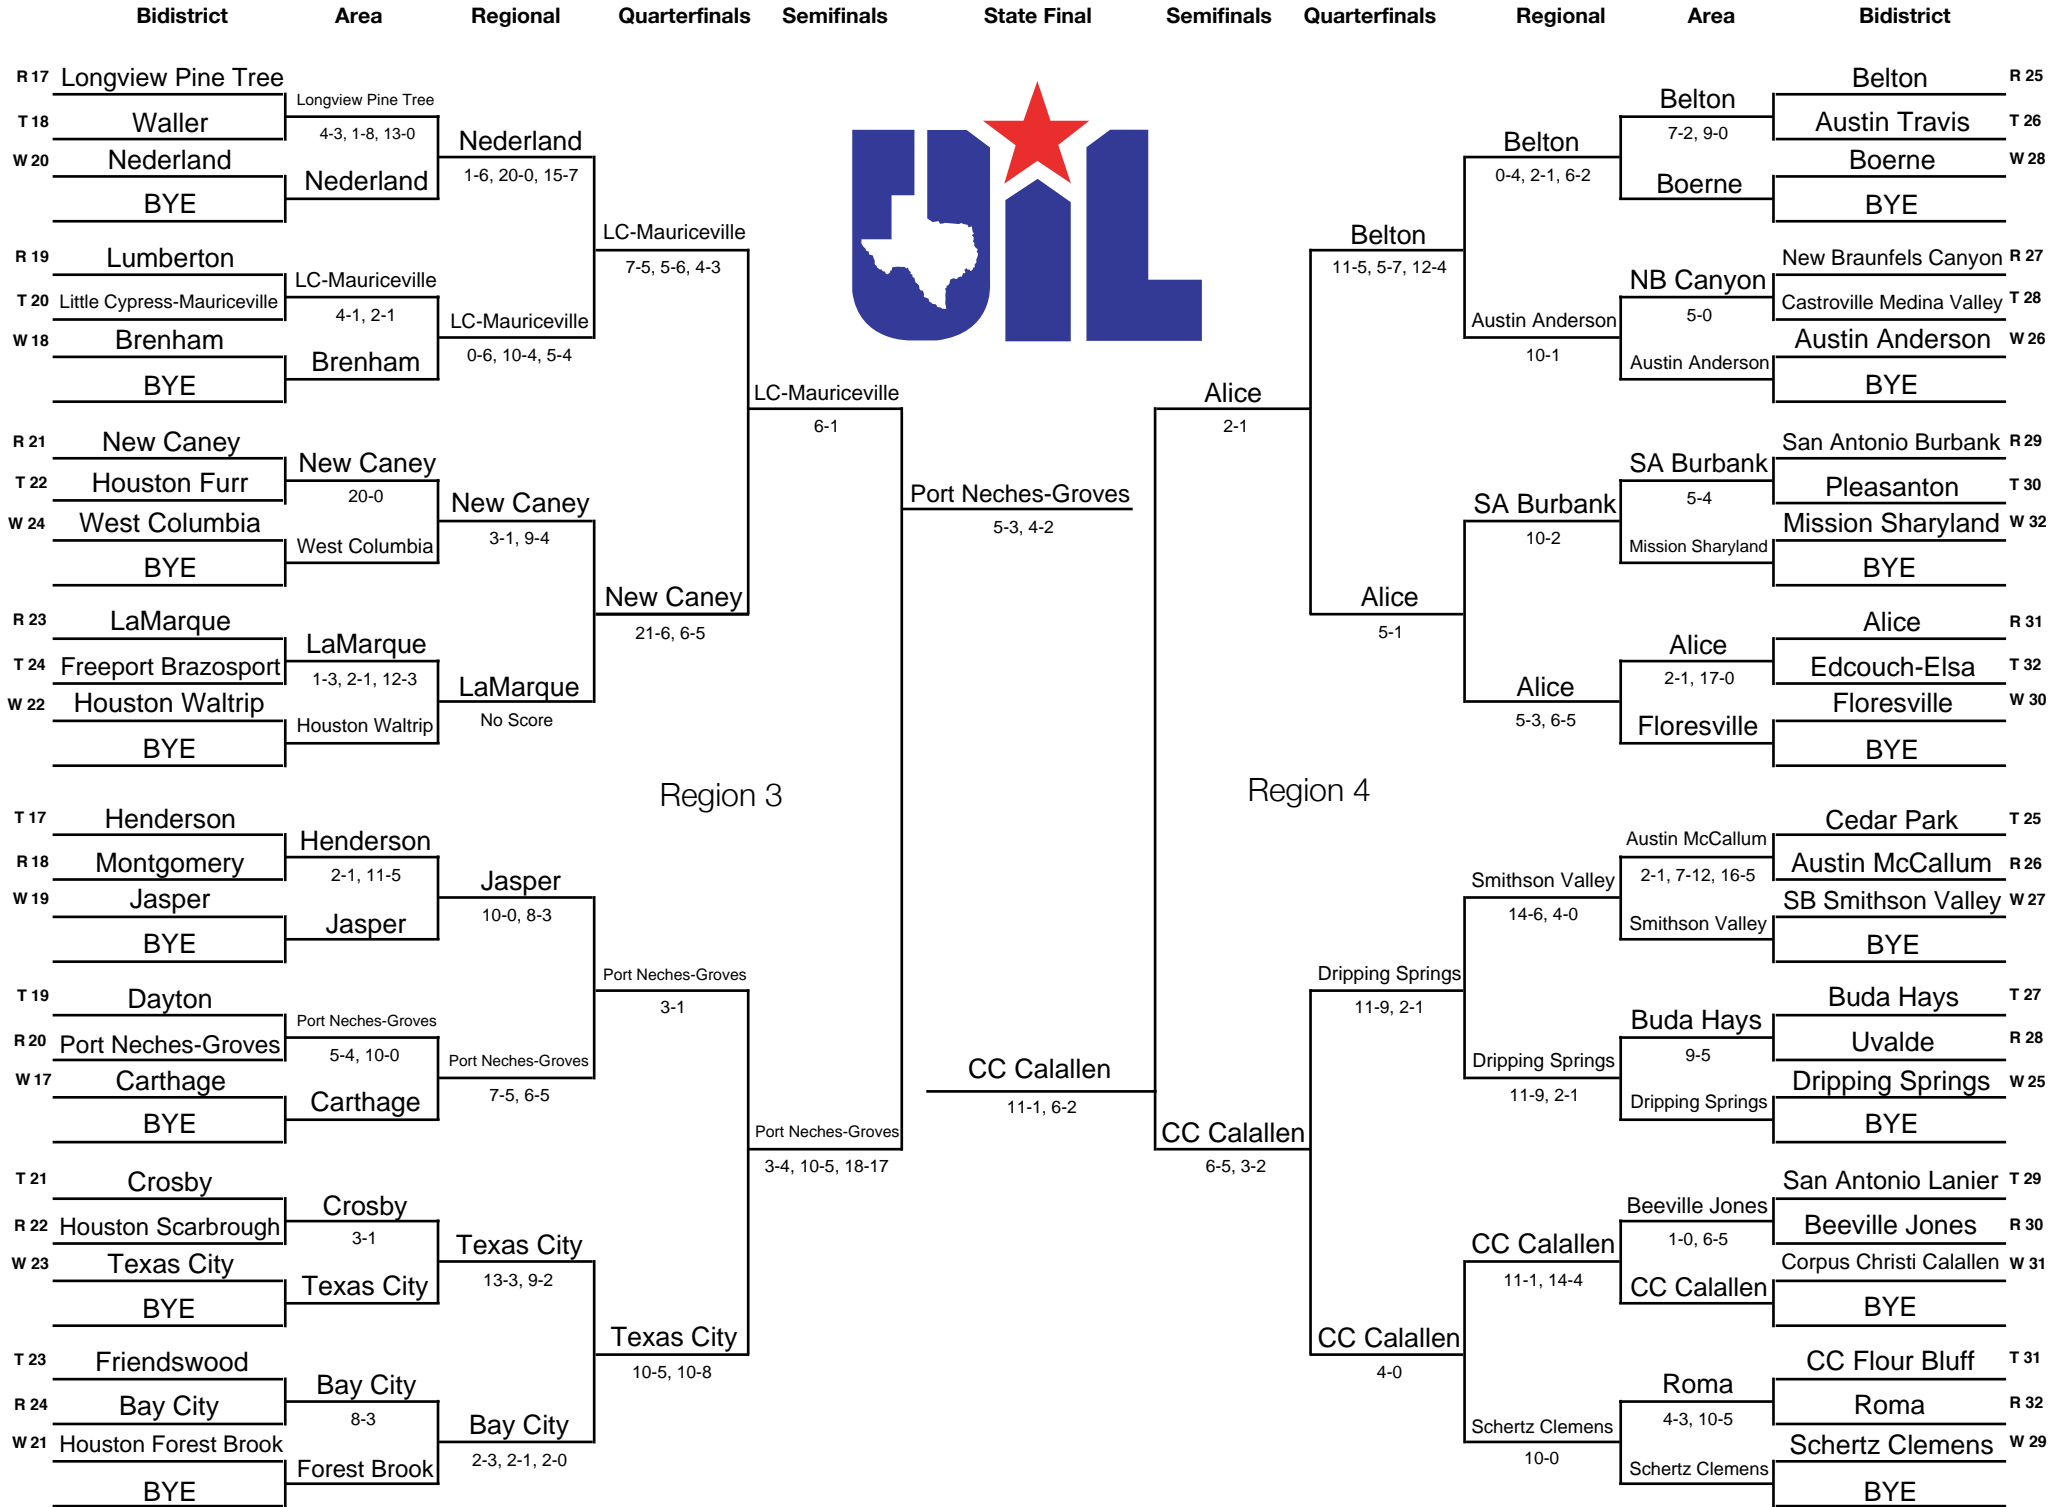 Bidistrict Area Regional Quarterfinals Semifinals State Final Semifinals Quarterfinals Regional Area Bidistrict
R 17 Longview Pine Tree
Longview Pine Tree
T 18 Waller
4-3, 1-8, 13-0
Nederland
W 20 Nederland
1-6, 20-0, 15-7
Nederland
BYE
LC-Mauriceville
7-5, 5-6, 4-3
R 19 Lumberton
LC-Mauriceville
T 20 Little Cypress-Mauriceville
4-1, 2-1
LC-Mauriceville
W 18 Brenham
0-6, 10-4, 5-4
Brenham
BYE
LC-Mauriceville
6-1
R 21 New Caney
New Caney
T 22 Houston Furr
20-0
New Caney
W 24 West Columbia
3-1, 9-4
West Columbia
BYE
New Caney
21-6, 6-5
R 23 LaMarque
LaMarque
T 24 Freeport Brazosport
1-3, 2-1, 12-3
LaMarque
W 22 Houston Waltrip
No Score
Houston Waltrip
BYE
Port Neches-Groves
5-3, 4-2
Region 3
T 17 Henderson
Henderson
R 18 Montgomery
2-1, 11-5
Jasper
W 19 Jasper
10-0, 8-3
Jasper
BYE
Port Neches-Groves
3-1
T 19 Dayton
Port Neches-Groves
R 20 Port Neches-Groves
5-4, 10-0
Port Neches-Groves
W 17 Carthage
7-5, 6-5
Carthage
BYE
Port Neches-Groves
3-4, 10-5, 18-17
T 21 Crosby
Crosby
R 22 Houston Scarbrough
3-1
Texas City
W 23 Texas City
13-3, 9-2
Texas City
BYE
Texas City
10-5, 10-8
T 23 Friendswood
Bay City
R 24 Bay City
8-3
Bay City
W 21 Houston Forest Brook
2-3, 2-1, 2-0
Forest Brook
BYE
UIL
Belton R 25
Belton
Austin Travis T 26
7-2, 9-0
Belton
Boerne W 28
0-4, 2-1, 6-2
Boerne
BYE
Belton
11-5, 5-7, 12-4
New Braunfels Canyon R 27
NB Canyon
Castroville Medina Valley T 28
5-0
Austin Anderson
Austin Anderson W 26
10-1
Austin Anderson
BYE
Alice
2-1
San Antonio Burbank R 29
SA Burbank
Pleasanton T 30
5-4
SA Burbank
Mission Sharyland W 32
10-2
Mission Sharyland
BYE
Alice
5-1
Alice R 31
Alice
Edcouch-Elsa T 32
2-1, 17-0
Alice
Floresville W 30
5-3, 6-5
Floresville
BYE
Region 4
Cedar Park T 25
Austin McCallum
Austin McCallum R 26
2-1, 7-12, 16-5
Smithson Valley
SB Smithson Valley W 27
14-6, 4-0
Smithson Valley
BYE
Dripping Springs
11-9, 2-1
Buda Hays T 27
Buda Hays
Uvalde R 28
9-5
Dripping Springs
Dripping Springs W 25
11-9, 2-1
Dripping Springs
BYE
CC Calallen
11-1, 6-2
CC Calallen
6-5, 3-2
San Antonio Lanier T 29
Beeville Jones
Beeville Jones R 30
1-0, 6-5
CC Calallen
Corpus Christi Calallen W 31
11-1, 14-4
CC Calallen
BYE
CC Calallen
4-0
CC Flour Bluff T 31
Roma
Roma R 32
4-3, 10-5
Schertz Clemens
Schertz Clemens W 29
10-0
Schertz Clemens
BYE